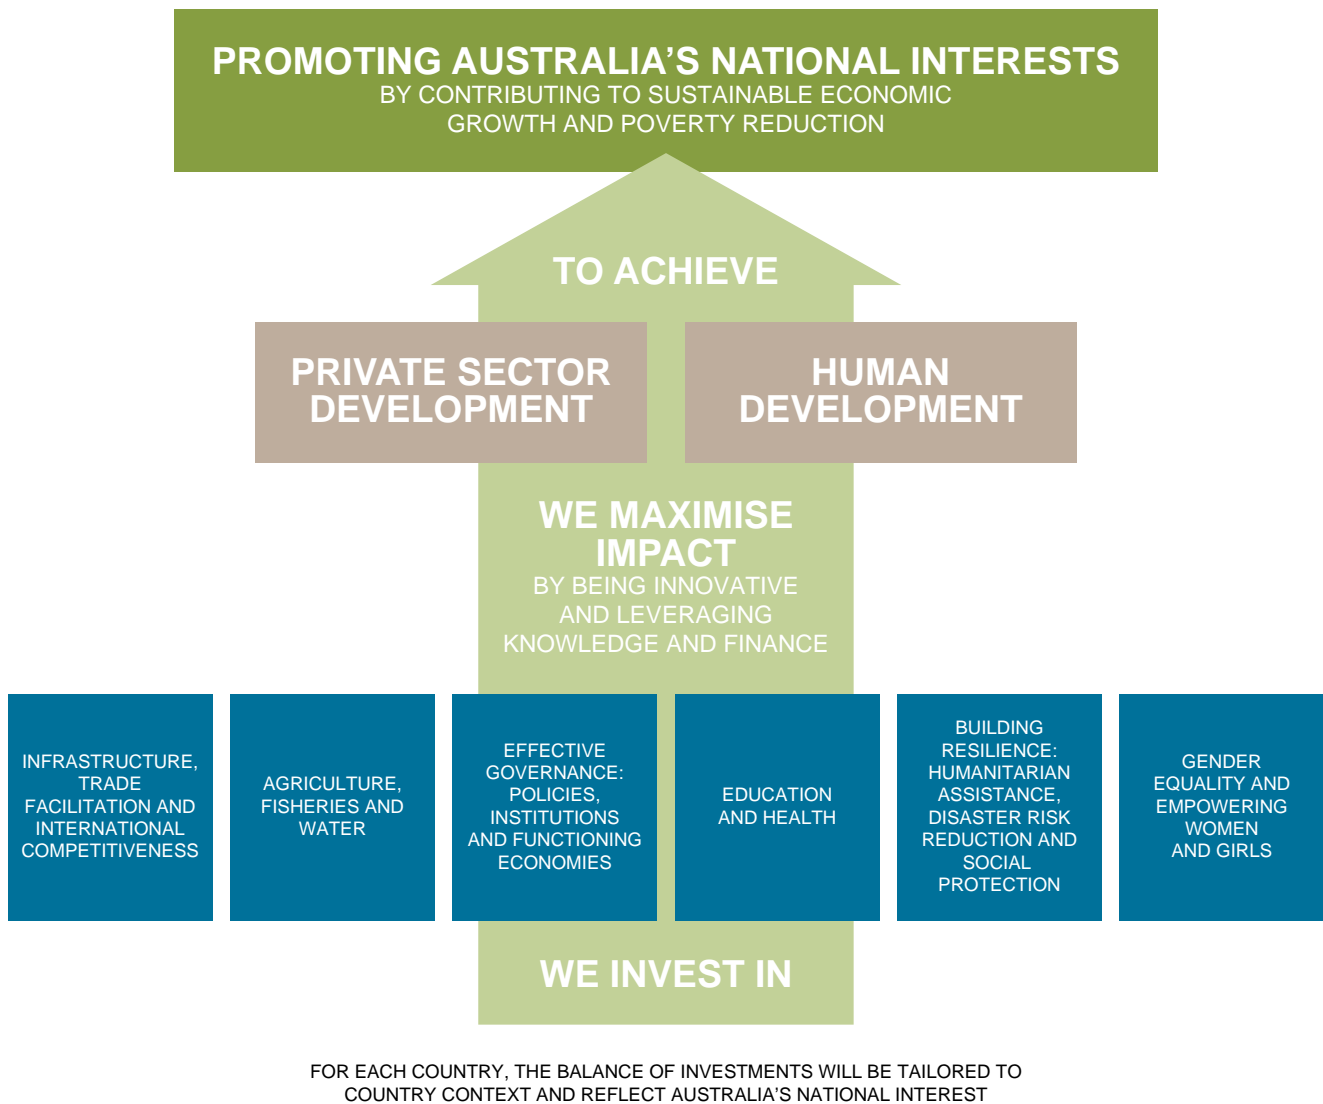 PROMOTING AUSTRALIA’S NATIONAL INTERESTS
BY CONTRIBUTING TO SUSTAINABLE ECONOMIC
GROWTH AND POVERTY REDUCTION
TO ACHIEVE
PRIVATE SECTOR
DEVELOPMENT
HUMAN
DEVELOPMENT
WE MAXIMISE
IMPACT
BY BEING INNOVATIVE
AND LEVERAGING
KNOWLEDGE AND FINANCE
INFRASTRUCTURE,
TRADE
FACILITATION AND
INTERNATIONAL
COMPETITIVENESS
AGRICULTURE,
FISHERIES AND
WATER
EFFECTIVE
GOVERNANCE:
POLICIES,
INSTITUTIONS
AND FUNCTIONING
ECONOMIES
EDUCATION
AND HEALTH
BUILDING
RESILIENCE:
HUMANITARIAN
ASSISTANCE,
DISASTER RISK
REDUCTION AND
SOCIAL
PROTECTION
GENDER
EQUALITY AND
EMPOWERING
WOMEN
AND GIRLS
WE INVEST IN
FOR EACH COUNTRY, THE BALANCE OF INVESTMENTS WILL BE TAILORED TO
COUNTRY CONTEXT AND REFLECT AUSTRALIA’S NATIONAL INTEREST